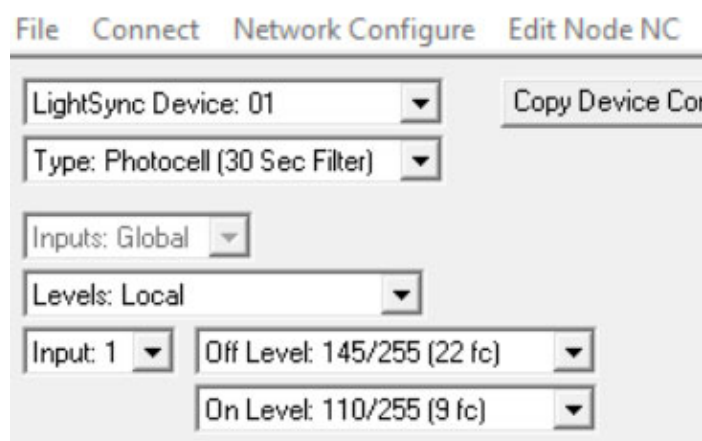 File Connect Network Configure Edit Node NC
LightSync Device: 01 Copy Device Cor
Type: Photocell (30 Sec Filter)
Inputs: Global
Levels: Local
Input: 1 Off Level: 145/255 (22 fc)
On Level: 110/255 (9 fc)